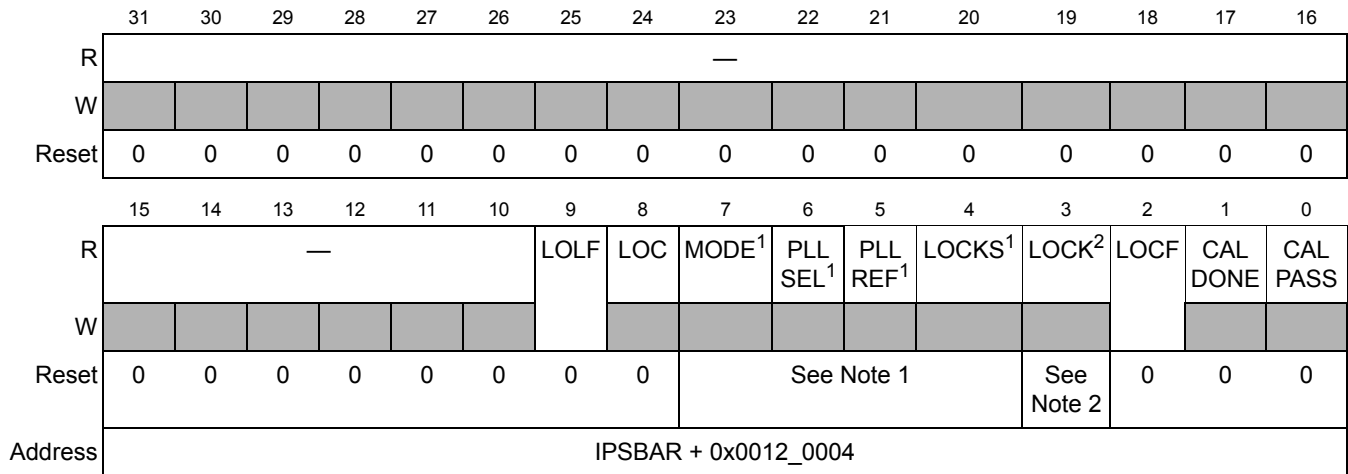 31 30 29 28 27 26 25 24 23 22 21 20 19 18 17 16
R —
W
Reset 0 0 0 0 0 0 0 0 0 0 0 0 0 0 0 0
15 14 13 12 11 10 9 8 7 6 5 4 3 2 1 0
R — LOLF LOC MODE1 PLL SEL1 PLL REF1 LOCKS1 LOCK2 LOCF CAL DONE CAL PASS
W
Reset 0 0 0 0 0 0 0 0 See Note 1 See Note 2 0 0 0
Address IPSBAR + 0x0012_0004